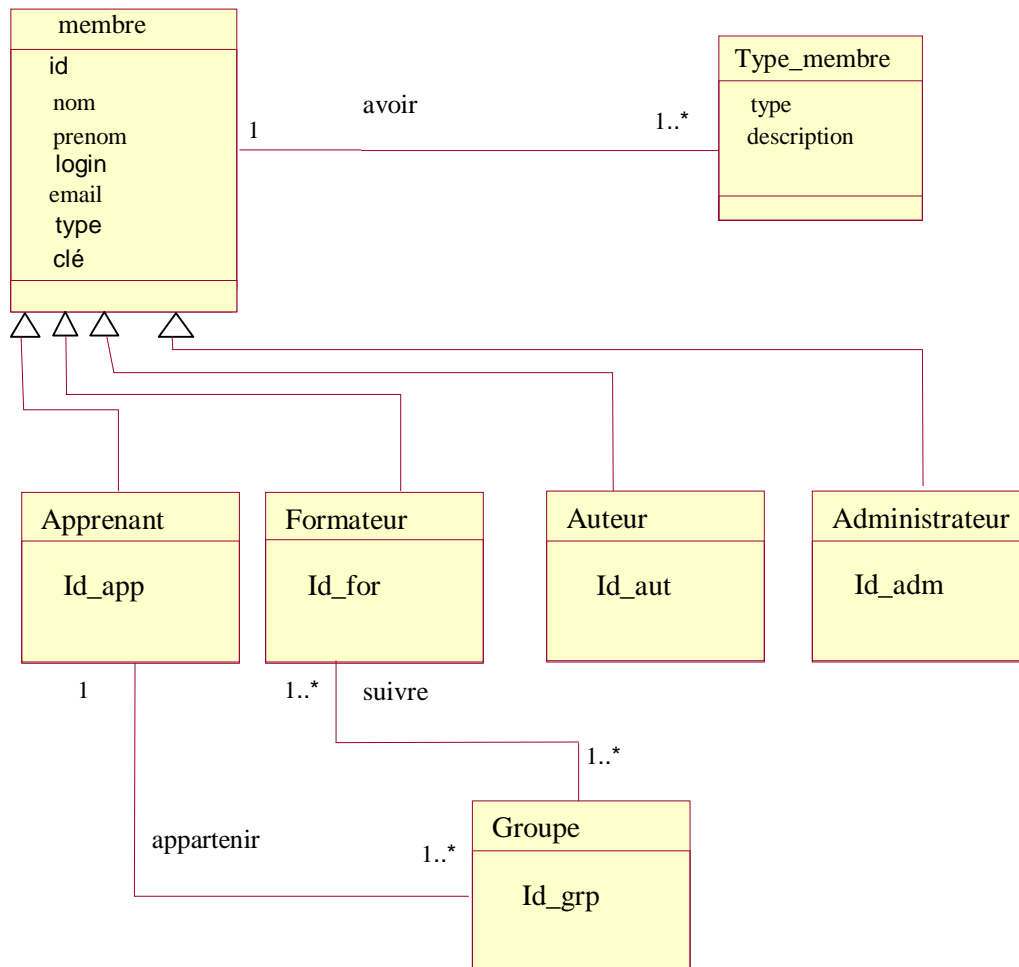 membre
id
nom
prenom
login
email
type
clé
1
avoir
1..*
Type_membre
type
description
Apprenant
Id_app
Formateur
Id_for
Auteur
Id_aut
Administrateur
Id_adm
1
1..*
suivre
1..*
appartenir
1..*
Groupe
Id_grp